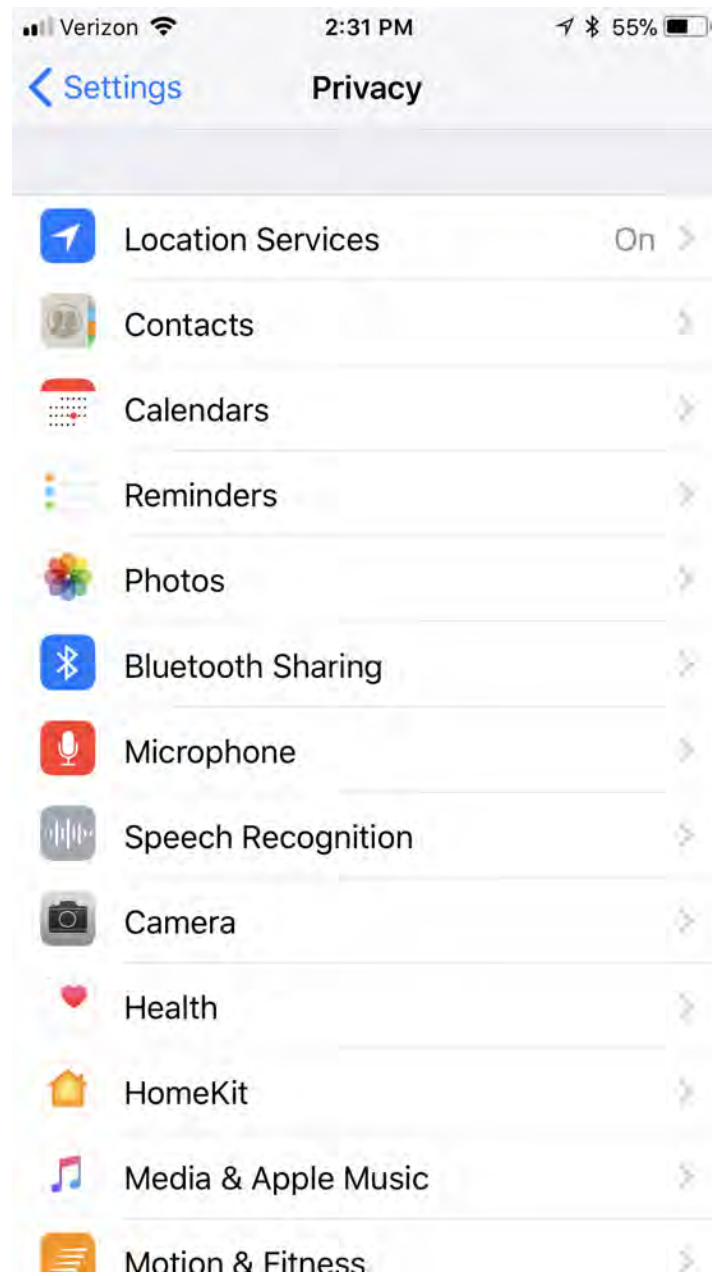 Verizon 2:31 PM 55%
Settings Privacy
Location Services On
Contacts
Calendars
Reminders
Photos
Bluetooth Sharing
Microphone
Speech Recognition
Camera
Health
HomeKit
Media & Apple Music
Motion & Fitness